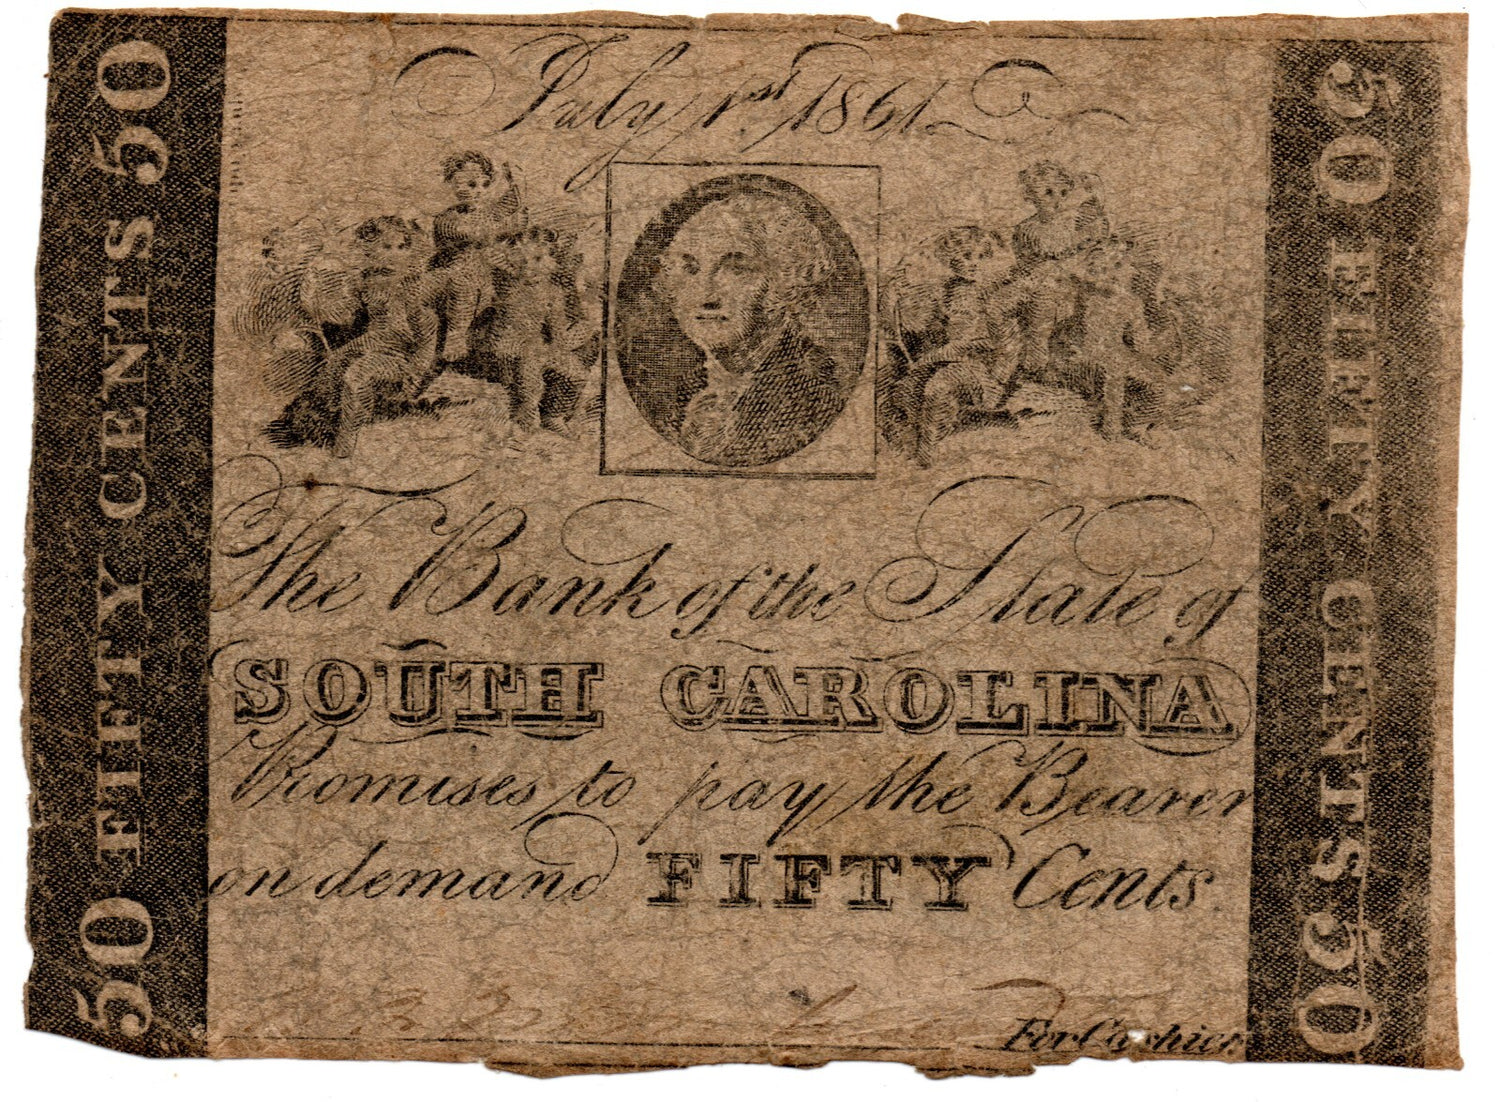 50 FIFTY CENTS 50
July 1st 1861
The Bank of the State of
SOUTH CAROLINA
Promises to pay the Bearer
on demand FIFTY Cents.
For Cashier
50 FIFTY CENTS 50